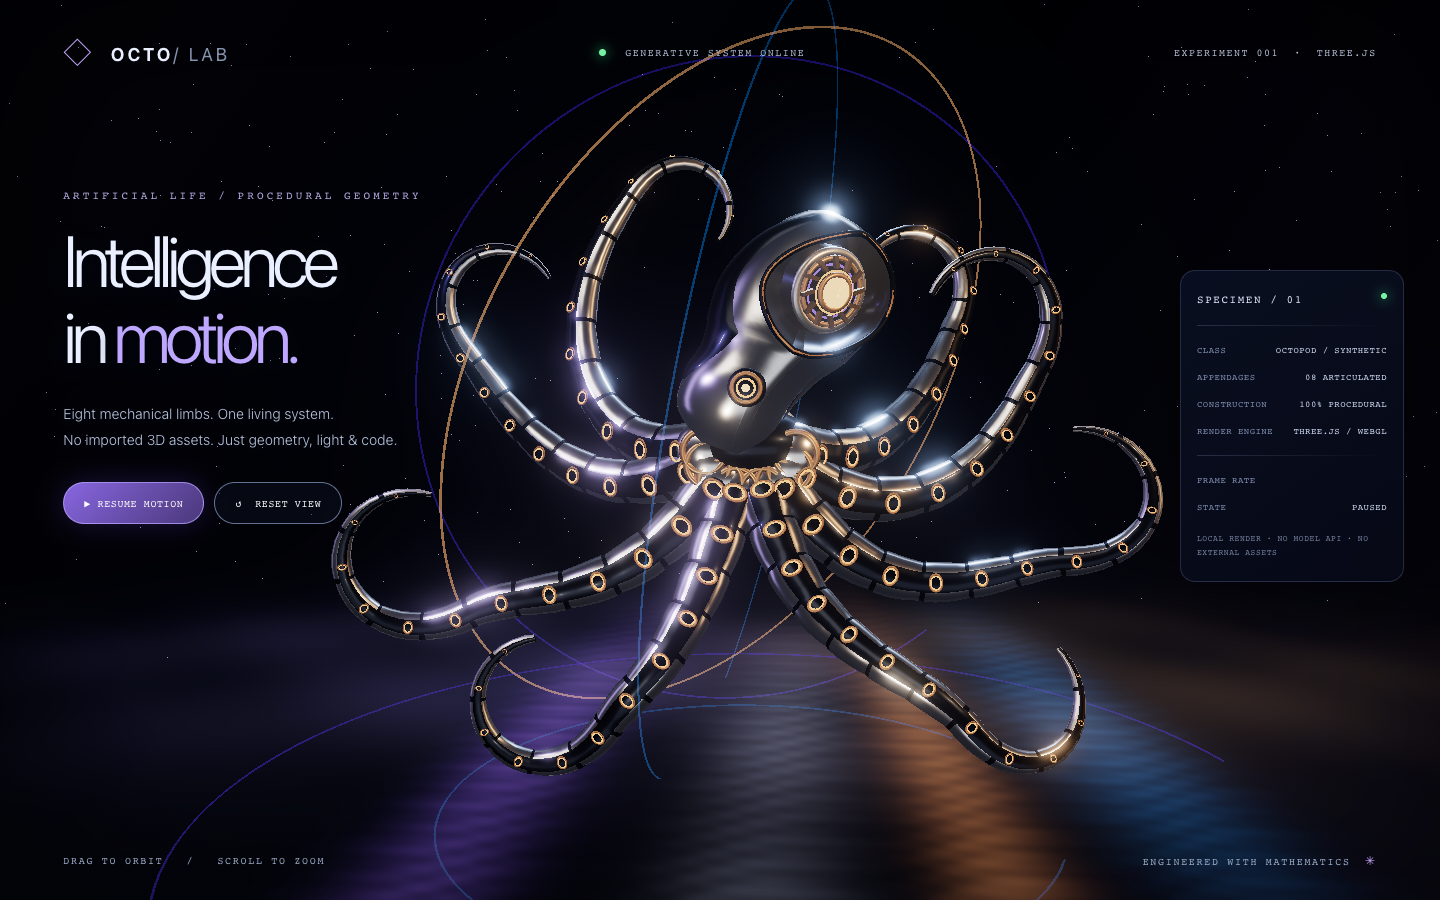 OCTO/ LAB
GENERATIVE SYSTEM ONLINE
EXPERIMENT 001 · THREE.JS
ARTIFICIAL LIFE / PROCEDURAL GEOMETRY
Intelligence
in motion.
Eight mechanical limbs. One living system.
No imported 3D assets. Just geometry, light & code.
▶ RESUME MOTION
↺ RESET VIEW
SPECIMEN / 01
CLASS OCTOPOD / SYNTHETIC
APPENDAGES 08 ARTICULATED
CONSTRUCTION 100% PROCEDURAL
RENDER ENGINE THREE.JS / WEBGL
FRAME RATE
STATE PAUSED
LOCAL RENDER · NO MODEL API · NO
EXTERNAL ASSETS
DRAG TO ORBIT / SCROLL TO ZOOM
ENGINEERED WITH MATHEMATICS ✳